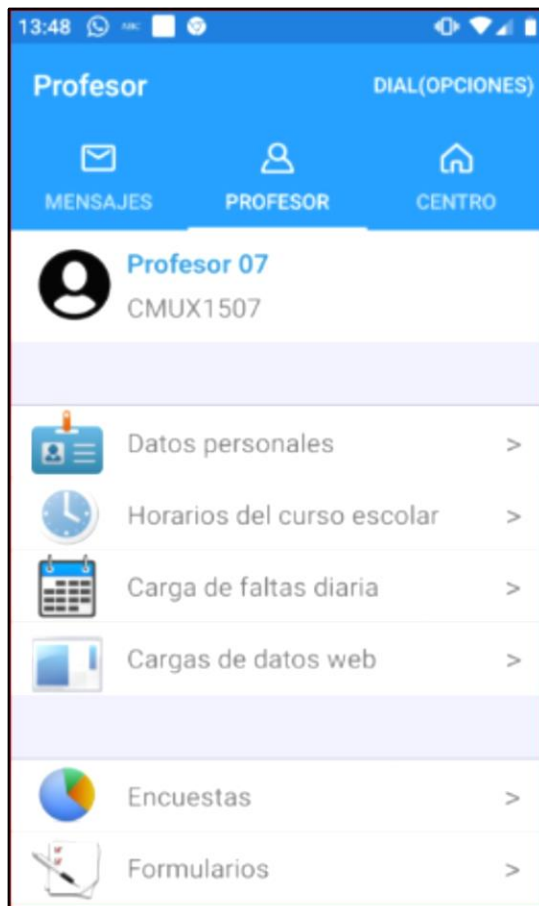 13:48 ABC
Profesor DIAL(OPCIONES)
MENSAJES PROFESOR CENTRO
Profesor 07
CMUX1507
Datos personales >
Horarios del curso escolar >
Carga de faltas diaria >
Cargas de datos web >
Encuestas >
Formularios >